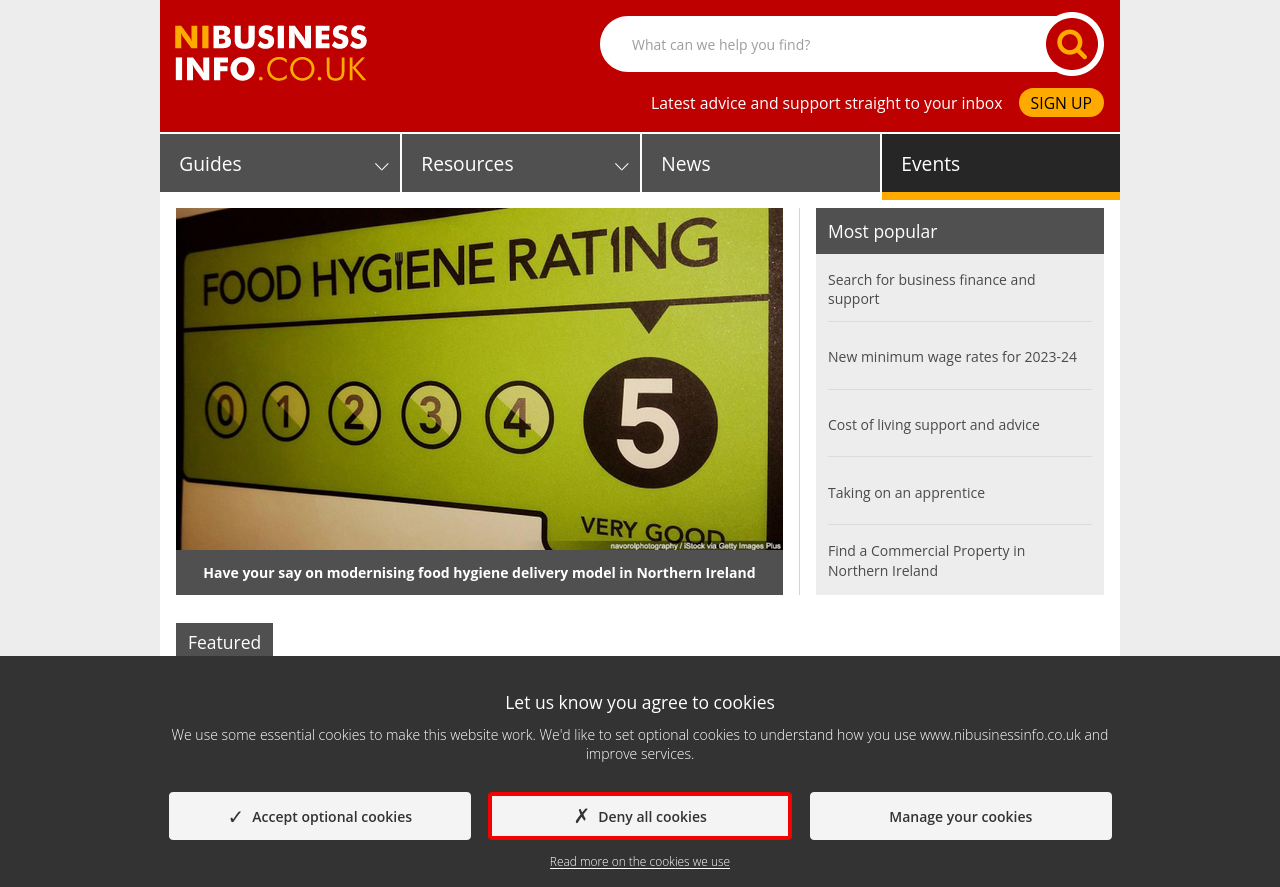 NIBUSINESS
INFO.CO.UK
What can we help you find?
Latest advice and support straight to your inbox
SIGN UP
Guides
Resources
News
Events
FOOD HYGIENE RATING
0 1 2 3 4 5
VERY GOOD
navorolphotography / iStock via Getty Images Plus
Have your say on modernising food hygiene delivery model in Northern Ireland
Most popular
Search for business finance and
support
New minimum wage rates for 2023-24
Cost of living support and advice
Taking on an apprentice
Find a Commercial Property in
Northern Ireland
Featured
Let us know you agree to cookies
We use some essential cookies to make this website work. We'd like to set optional cookies to understand how you use www.nibusinessinfo.co.uk and
improve services.
✓ Accept optional cookies
✗ Deny all cookies
Manage your cookies
Read more on the cookies we use